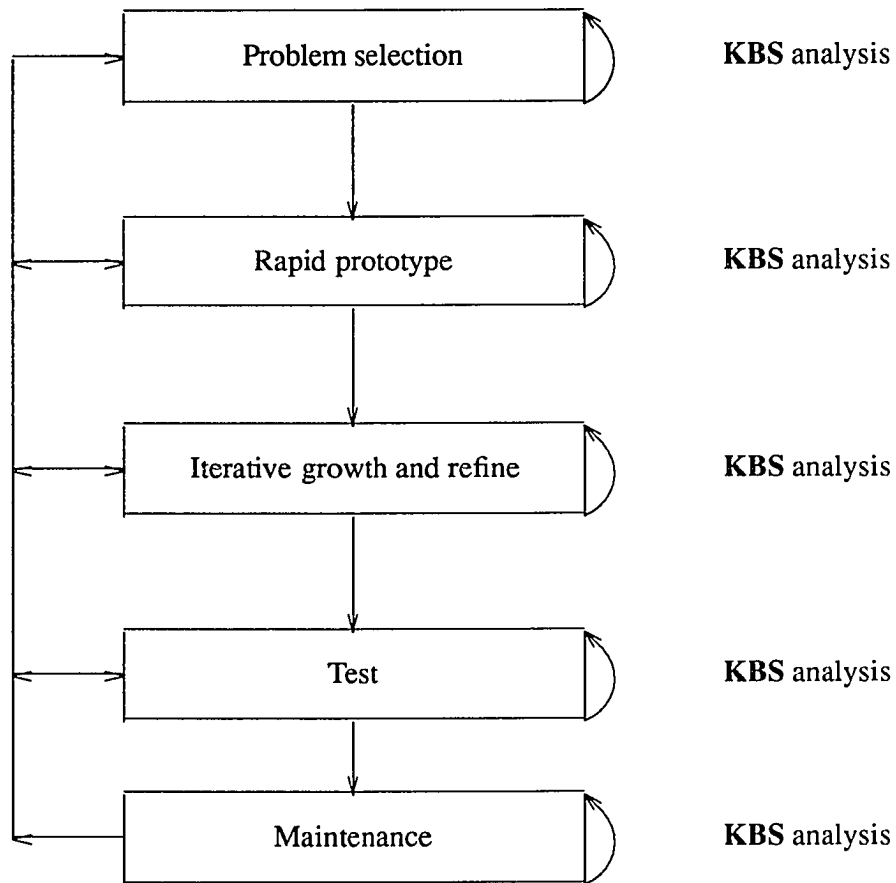 Problem selection
KBS analysis
Rapid prototype
KBS analysis
Iterative growth and refine
KBS analysis
Test
KBS analysis
Maintenance
KBS analysis